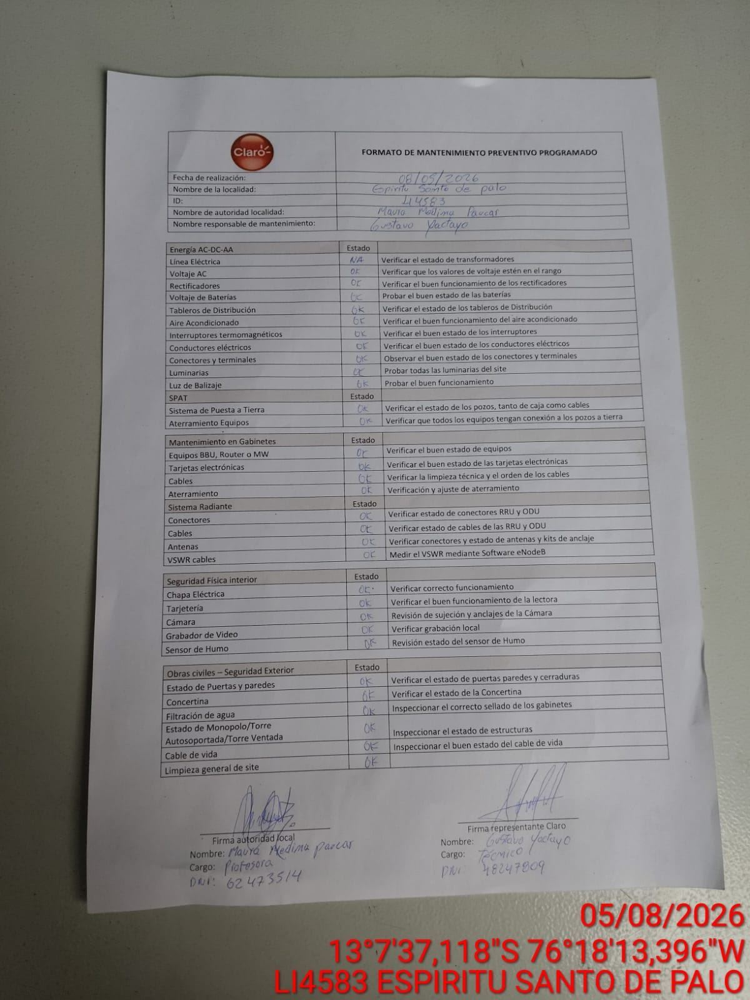 Claro
FORMATO DE MANTENIMIENTO PREVENTIVO PROGRAMADO
Fecha de realización: 08/05/2026
Nombre de la localidad: Espiritu Santo de palo
ID: LI4583
Nombre de autoridad localidad: Maura Medina Paucar
Nombre responsable de mantenimiento: Gustavo Yactayo
Energía AC-DC-AA Estado
Línea Eléctrica NA Verificar el estado de transformadores
Voltaje AC OK Verificar que los valores de voltaje estén en el rango
Rectificadores OK Verificar el buen funcionamiento de los rectificadores
Voltaje de Baterías OK Probar el buen estado de las baterías
Tableros de Distribución OK Verificar el estado de los tableros de Distribución
Aire Acondicionado OK Verificar el buen funcionamiento del aire acondicionado
Interruptores termomagnéticos OK Verificar el buen estado de los interruptores
Conductores eléctricos OK Verificar el buen estado de los conductores eléctricos
Conectores y terminales OK Observar el buen estado de los conectores y terminales
Luminarias OK Probar todas las luminarias del site
Luz de Balizaje OK Probar el buen funcionamiento
SPAT Estado
Sistema de Puesta a Tierra OK Verificar el estado de los pozos, tanto de caja como cables
Aterramiento Equipos OK Verificar que todos los equipos tengan conexión a los pozos a tierra
Mantenimiento en Gabinetes Estado
Equipos BBU, Router o MW OK Verificar el buen estado de equipos
Tarjetas electrónicas OK Verificar el buen estado de las tarjetas electrónicas
Cables OK Verificar la limpieza técnica y el orden de los cables
Aterramiento OK Verificación y ajuste de aterramiento
Sistema Radiante Estado
Conectores OK Verificar estado de conectores RRU y ODU
Cables OK Verificar estado de cables de las RRU y ODU
Antenas OK Verificar conectores y estado de antenas y kits de anclaje
VSWR cables OK Medir el VSWR mediante Software eNodeB
Seguridad Física interior Estado
Chapa Eléctrica OK. Verificar correcto funcionamiento
Tarjetería OK Verificar el buen funcionamiento de la lectora
Cámara OK Revisión de sujeción y anclajes de la Cámara
Grabador de Video OK Verificar grabación local
Sensor de Humo OK Revisión estado del sensor de Humo
Obras civiles – Seguridad Exterior Estado
Estado de Puertas y paredes OK Verificar el estado de puertas paredes y cerraduras
Concertina OK Verificar el estado de la Concertina
Filtración de agua OK Inspeccionar el correcto sellado de los gabinetes
Estado de Monopolo/Torre
Autosoportada/Torre Ventada OK Inspeccionar el estado de estructuras
Cable de vida OK Inspeccionar el buen estado del cable de vida
Limpieza general de site OK
Firma autoridad local
Nombre: Maura Medina paucar
Cargo: Profesora
DNI: 62473514
Firma representante Claro
Nombre: Gustavo Yactayo
Cargo: Técnico
DNI: 48247809
05/08/2026
13°7'37,118"S 76°18'13,396"W
LI4583 ESPIRITU SANTO DE PALO